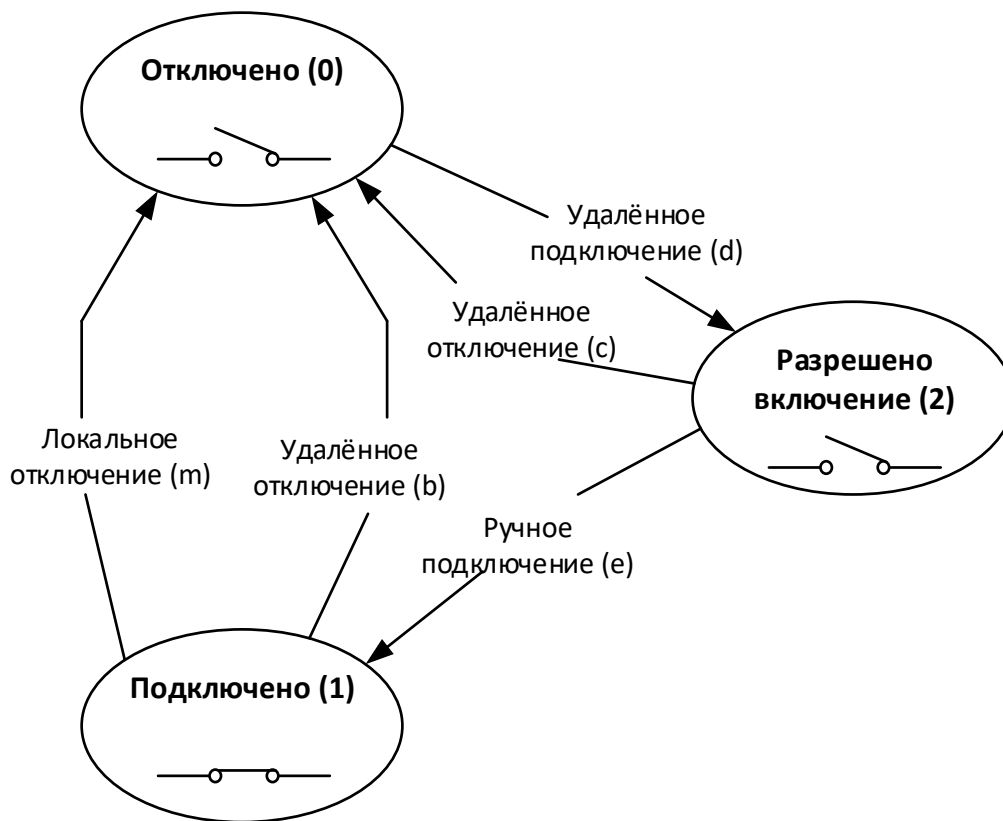 Отключено (0)
Удалённое
подключение (d)
Удалённое
отключение (c)
Разрешено
включение (2)
Локальное
отключение (m)
Удалённое
отключение (b)
Ручное
подключение (e)
Подключено (1)